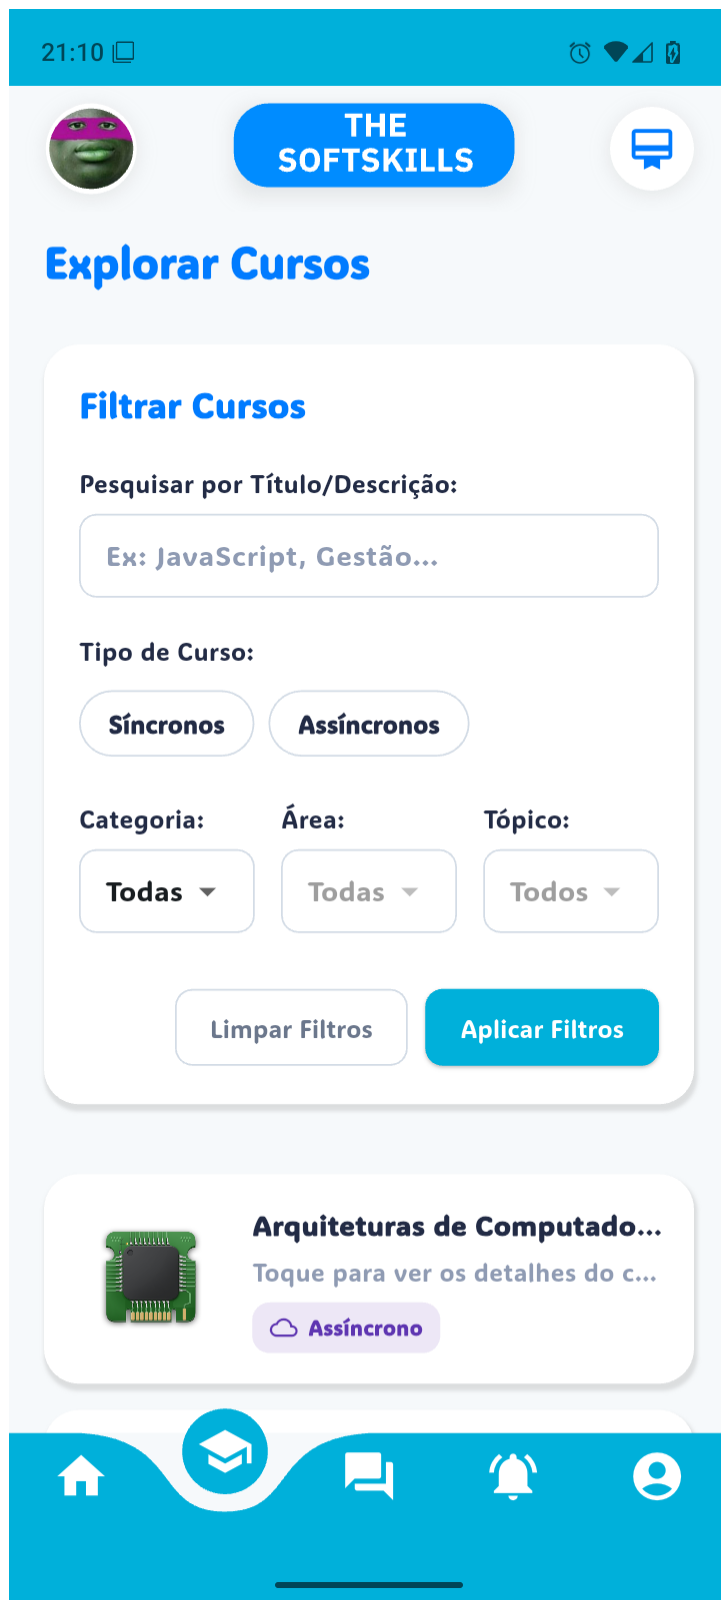 21:10
THE
SOFTSKILLS
Explorar Cursos
Filtrar Cursos
Pesquisar por Título/Descrição:
Ex: JavaScript, Gestão...
Tipo de Curso:
Síncronos Assíncronos
Categoria: Área: Tópico:
Todas Todas Todos
Limpar Filtros Aplicar Filtros
Arquiteturas de Computado...
Toque para ver os detalhes do c...
Assíncrono